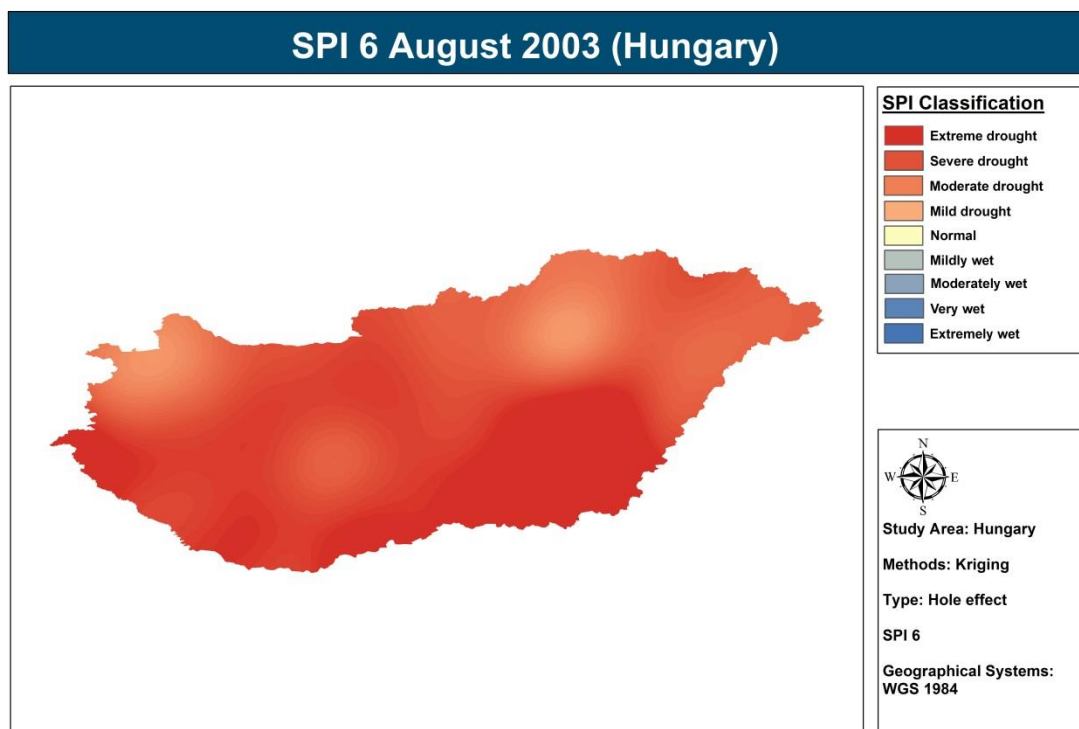 SPI 6 August 2003 (Hungary)
SPI Classification
Extreme drought
Severe drought
Moderate drought
Mild drought
Normal
Mildly wet
Moderately wet
Very wet
Extremely wet
N
W E
S
Study Area: Hungary
Methods: Kriging
Type: Hole effect
SPI 6
Geographical Systems:
WGS 1984